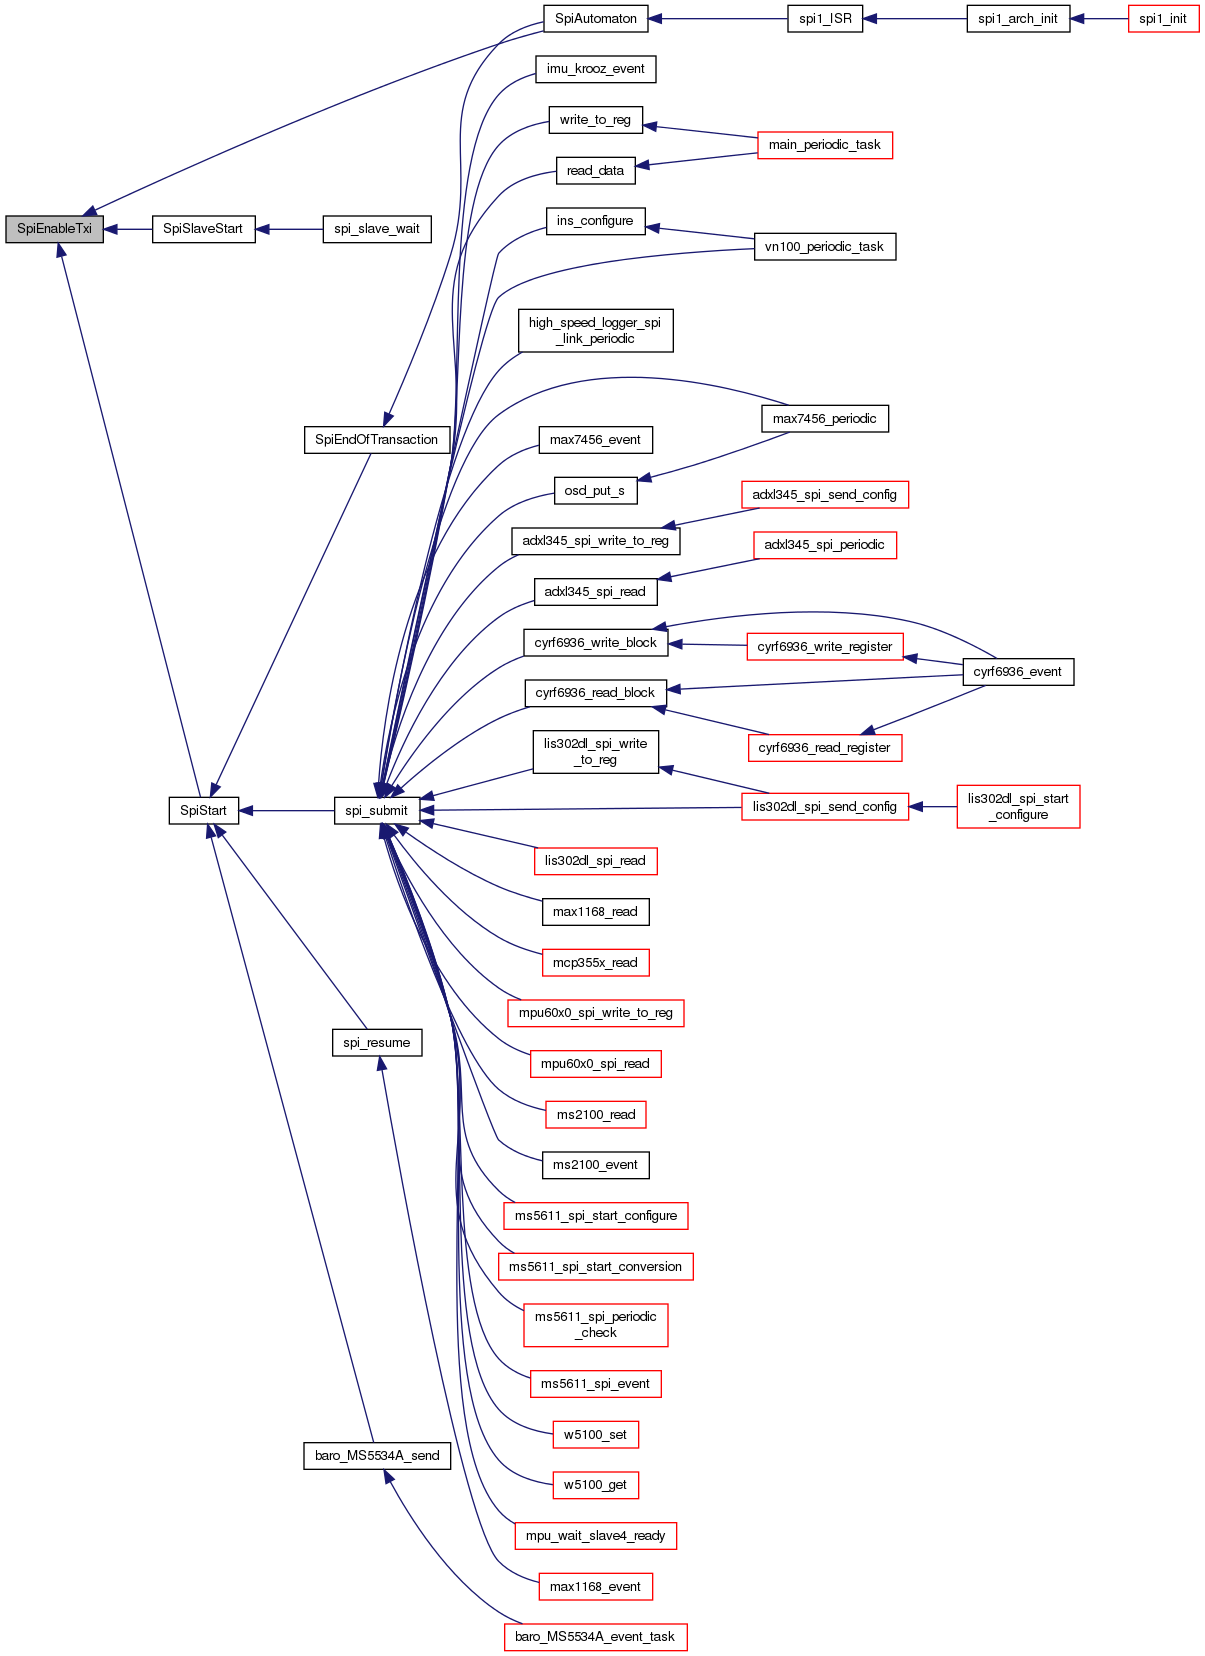 SpiAutomaton
spi1_ISR
spi1_arch_init
spi1_init
imu_krooz_event
write_to_reg
main_periodic_task
read_data
SpiEnableTxi
SpiSlaveStart
spi_slave_wait
ins_configure
vn100_periodic_task
high_speed_logger_spi
_link_periodic
max7456_periodic
SpiEndOfTransaction
max7456_event
osd_put_s
adxl345_spi_send_config
adxl345_spi_write_to_reg
adxl345_spi_periodic
adxl345_spi_read
cyrf6936_write_block
cyrf6936_write_register
cyrf6936_event
cyrf6936_read_block
cyrf6936_read_register
lis302dl_spi_write
_to_reg
SpiStart
spi_submit
lis302dl_spi_send_config
lis302dl_spi_start
_configure
lis302dl_spi_read
max1168_read
mcp355x_read
mpu60x0_spi_write_to_reg
spi_resume
mpu60x0_spi_read
ms2100_read
ms2100_event
ms5611_spi_start_configure
ms5611_spi_start_conversion
ms5611_spi_periodic
_check
ms5611_spi_event
w5100_set
baro_MS5534A_send
w5100_get
mpu_wait_slave4_ready
max1168_event
baro_MS5534A_event_task